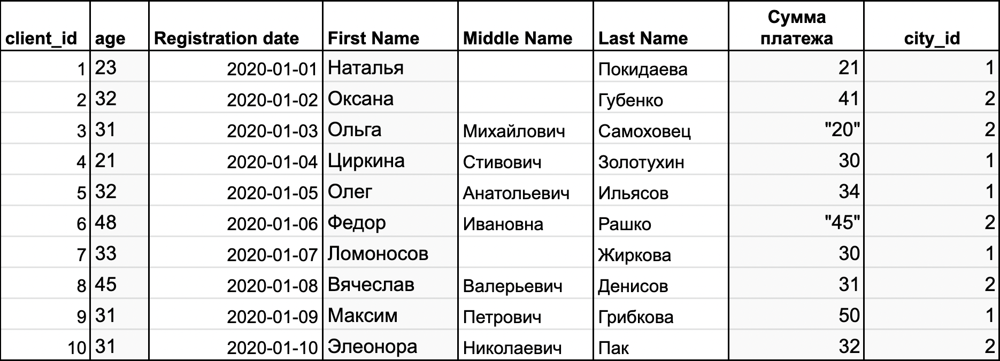 client_id age Registration date First Name Middle Name Last Name Сумма платежа city_id
1 23 2020-01-01 Наталья Покидаева 21 1
2 32 2020-01-02 Оксана Губенко 41 2
3 31 2020-01-03 Ольга Михайлович Самоховец "20" 2
4 21 2020-01-04 Циркина Стивович Золотухин 30 1
5 32 2020-01-05 Олег Анатольевич Ильясов 34 1
6 48 2020-01-06 Федор Ивановна Рашко "45" 2
7 33 2020-01-07 Ломоносов Жиркова 30 1
8 45 2020-01-08 Вячеслав Валерьевич Денисов 31 2
9 31 2020-01-09 Максим Петрович Грибкова 50 1
10 31 2020-01-10 Элеонора Николаевич Пак 32 2